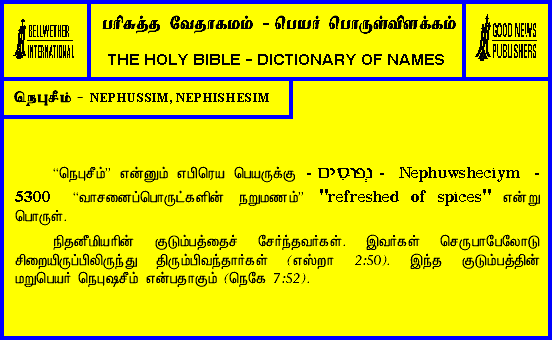 BELLWETHER
INTERNATIONAL
பரிசுத்த வேதாகமம் - பெயர் பொருள்விளக்கம்
THE HOLY BIBLE - DICTIONARY OF NAMES
GOOD NEWS
PUBLISHERS
நெபுசீம் - NEPHUSSIM, NEPHISHESIM
“நெபுசீம்” என்னும் எபிரெய பெயருக்கு - נְפִוּסִים - Nephuwsheciym -
5300 “வாசனைப்பொருட்களின் நறுமணம்” "refreshed of spices" என்று
பொருள்.
நிதனீமியரின் குடும்பத்தைச் சேர்ந்தவர்கள். இவர்கள் செருபாபேலோடு
சிறையிருப்பிலிருந்து திரும்பிவந்தார்கள் (எஸ்றா 2:50). இந்த குடும்பத்தின்
மறுபெயர் நெபுஷசீம் என்பதாகும் (நெகே 7:52).